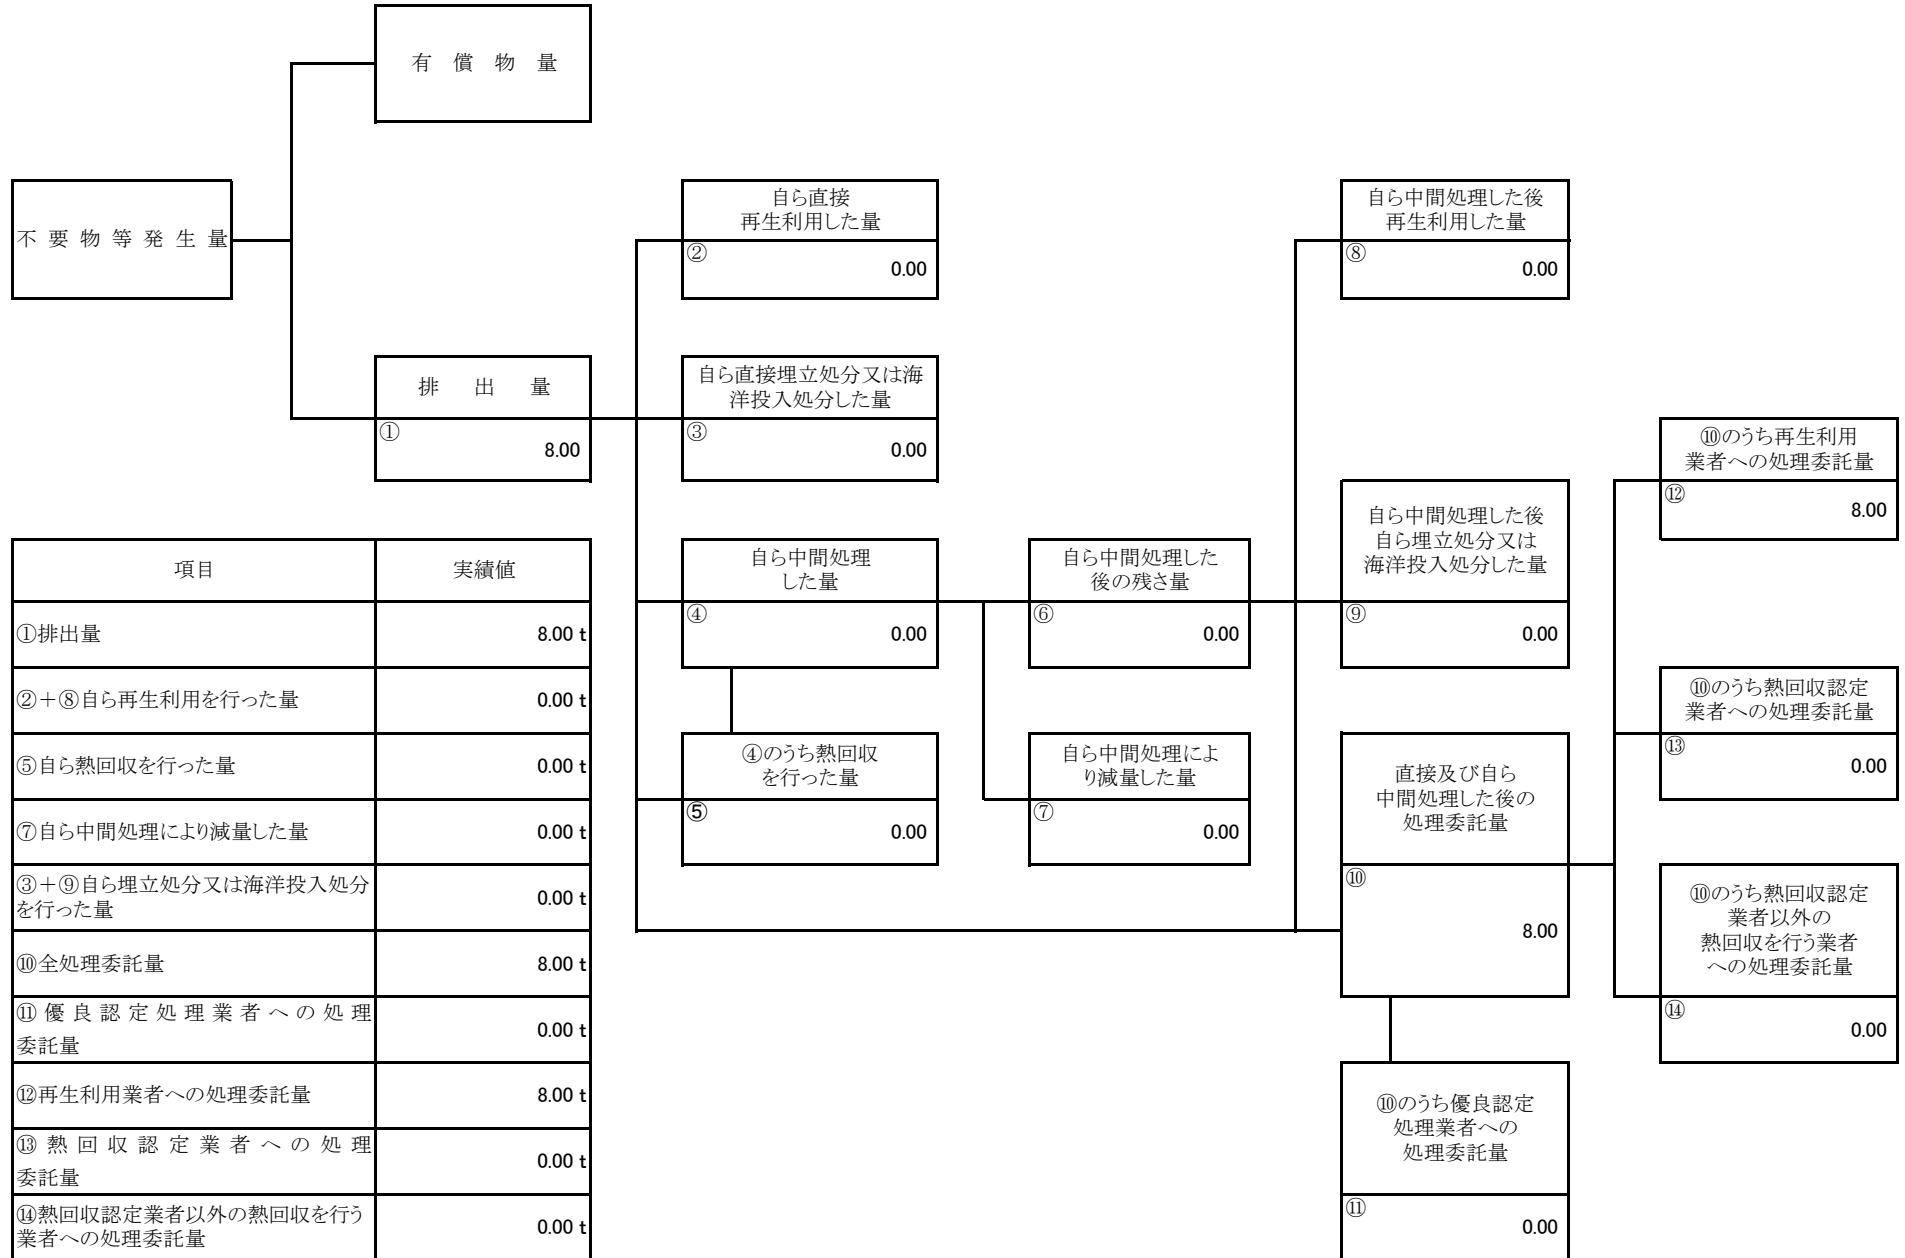 有償物量
不要物等発生量
排出量
①
8.00
自ら直接
再生利用した量
②
0.00
自ら直接埋立処分又は海
洋投入処分した量
③
0.00
自ら中間処理
した量
④
0.00
④のうち熱回収
を行った量
⑤
0.00
自ら中間処理した
後の残さ量
⑥
0.00
自ら中間処理によ
り減量した量
⑦
0.00
自ら中間処理した後
再生利用した量
⑧
0.00
自ら中間処理した後
自ら埋立処分又は
海洋投入処分した量
⑨
0.00
直接及び自ら
中間処理した後の
処理委託量
⑩
8.00
⑩のうち優良認定
処理業者への
処理委託量
⑪
0.00
⑩のうち再生利用
業者への処理委託量
⑫
8.00
⑩のうち熱回収認定
業者への処理委託量
⑬
0.00
⑩のうち熱回収認定
業者以外の
熱回収を行う業者
への処理委託量
⑭
0.00
項目 実績値
①排出量 8.00 t
②+⑧自ら再生利用を行った量 0.00 t
⑤自ら熱回収を行った量 0.00 t
⑦自ら中間処理により減量した量 0.00 t
③+⑨自ら埋立処分又は海洋投入処分
を行った量 0.00 t
⑩全処理委託量 8.00 t
⑪優良認定処理業者への処理
委託量 0.00 t
⑫再生利用業者への処理委託量 8.00 t
⑬熱回収認定業者への処理
委託量 0.00 t
⑭熱回収認定業者以外の熱回収を行う
業者への処理委託量 0.00 t